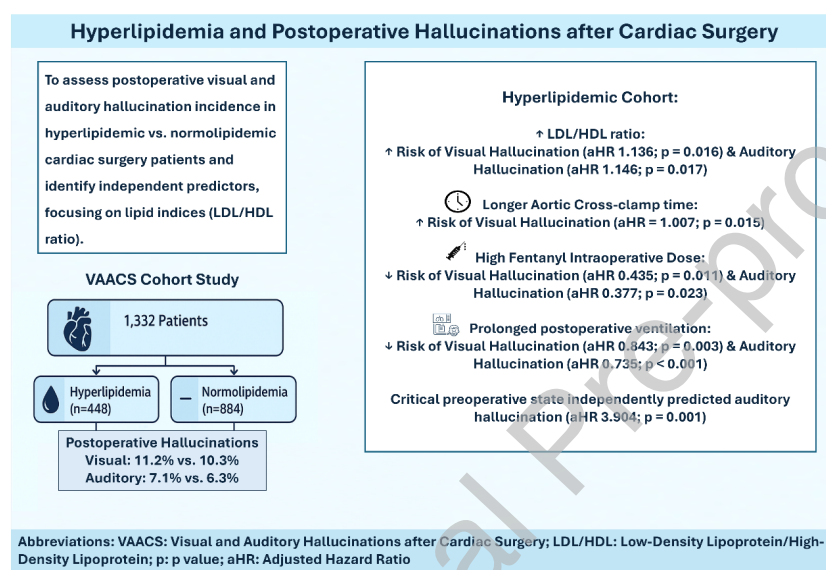 Hyperlipidemia and Postoperative Hallucinations after Cardiac Surgery
To assess postoperative visual and
auditory hallucination incidence in
hyperlipidemic vs. normolipidemic
cardiac surgery patients and
identify independent predictors,
focusing on lipid indices (LDL/HDL
ratio).
VAACS Cohort Study
1,332 Patients
Hyperlipidemia
(n=448)
Normolipidemia
(n=884)
Postoperative Hallucinations
Visual: 11.2% vs. 10.3%
Auditory: 7.1% vs. 6.3%
Hyperlipidemic Cohort:
↑ LDL/HDL ratio:
↑ Risk of Visual Hallucination (aHR 1.136; p = 0.016) & Auditory
Hallucination (aHR 1.146; p = 0.017)
Longer Aortic Cross-clamp time:
↑ Risk of Visual Hallucination (aHR = 1.007; p = 0.015)
High Fentanyl Intraoperative Dose:
↓ Risk of Visual Hallucination (aHR 0.435; p = 0.011) & Auditory
Hallucination (aHR 0.377; p = 0.023)
Prolonged postoperative ventilation:
↓ Risk of Visual Hallucination (aHR 0.843; p = 0.003) & Auditory
Hallucination (aHR 0.735; p < 0.001)
Critical preoperative state independently predicted auditory
hallucination (aHR 3.904; p = 0.001)
Abbreviations: VAACS: Visual and Auditory Hallucinations after Cardiac Surgery; LDL/HDL: Low-Density Lipoprotein/High-
Density Lipoprotein; p: p value; aHR: Adjusted Hazard Ratio
al Pre-pro